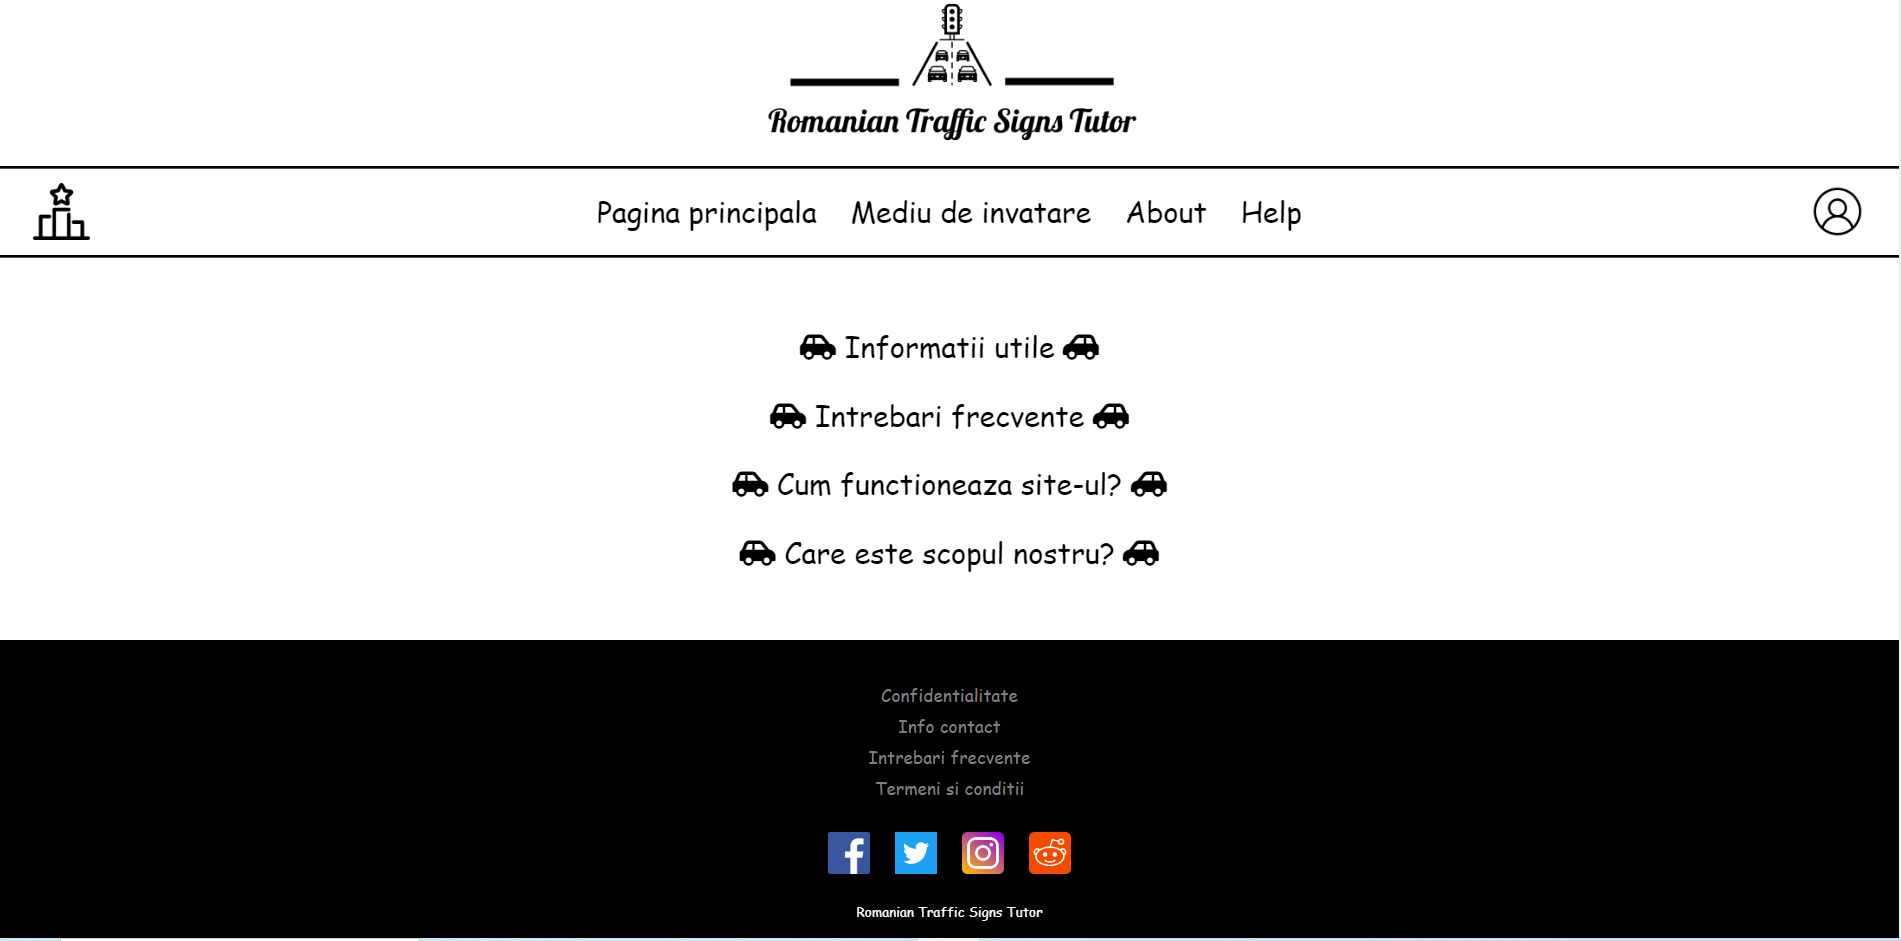 Romanian Traffic Signs Tutor
Pagina principala Mediu de invatare About Help
Informatii utile
Intrebari frecvente
Cum functioneaza site-ul?
Care este scopul nostru?
Confidentialitate
Info contact
Intrebari frecvente
Termeni si conditii
Romanian Traffic Signs Tutor